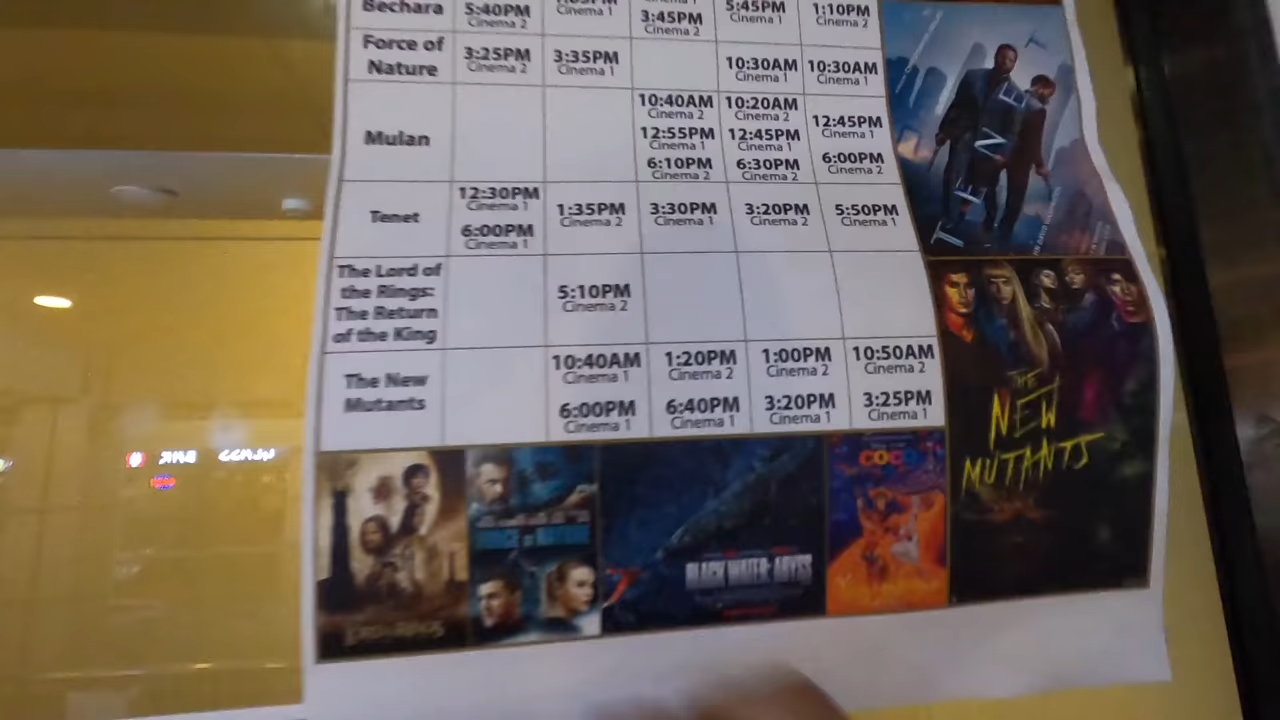 Bechara
5:40PM
Cinema 2
Cinema 1
3:45PM
Cinema 2
5:45PM
Cinema 1
1:10PM
Cinema 2
Force of
Nature
3:25PM
Cinema 2
3:35PM
Cinema 1
10:30AM
Cinema 1
10:30AM
Cinema 1
Mulan
10:40AM
Cinema 2
12:55PM
Cinema 1
6:10PM
Cinema 2
10:20AM
Cinema 2
12:45PM
Cinema 1
6:30PM
Cinema 2
12:45PM
Cinema 1
6:00PM
Cinema 2
Tenet
12:30PM
Cinema 1
6:00PM
Cinema 1
1:35PM
Cinema 2
3:30PM
Cinema 1
3:20PM
Cinema 2
5:50PM
Cinema 1
The Lord of
the Rings:
The Return
of the King
5:10PM
Cinema 2
The New
Mutants
10:40AM
Cinema 1
6:00PM
Cinema 1
1:20PM
Cinema 2
6:40PM
Cinema 1
1:00PM
Cinema 2
3:20PM
Cinema 1
10:50AM
Cinema 2
3:25PM
Cinema 1
TENET
THE
NEW
MUTANTS
BLACK WATER: ABYSS
COCO